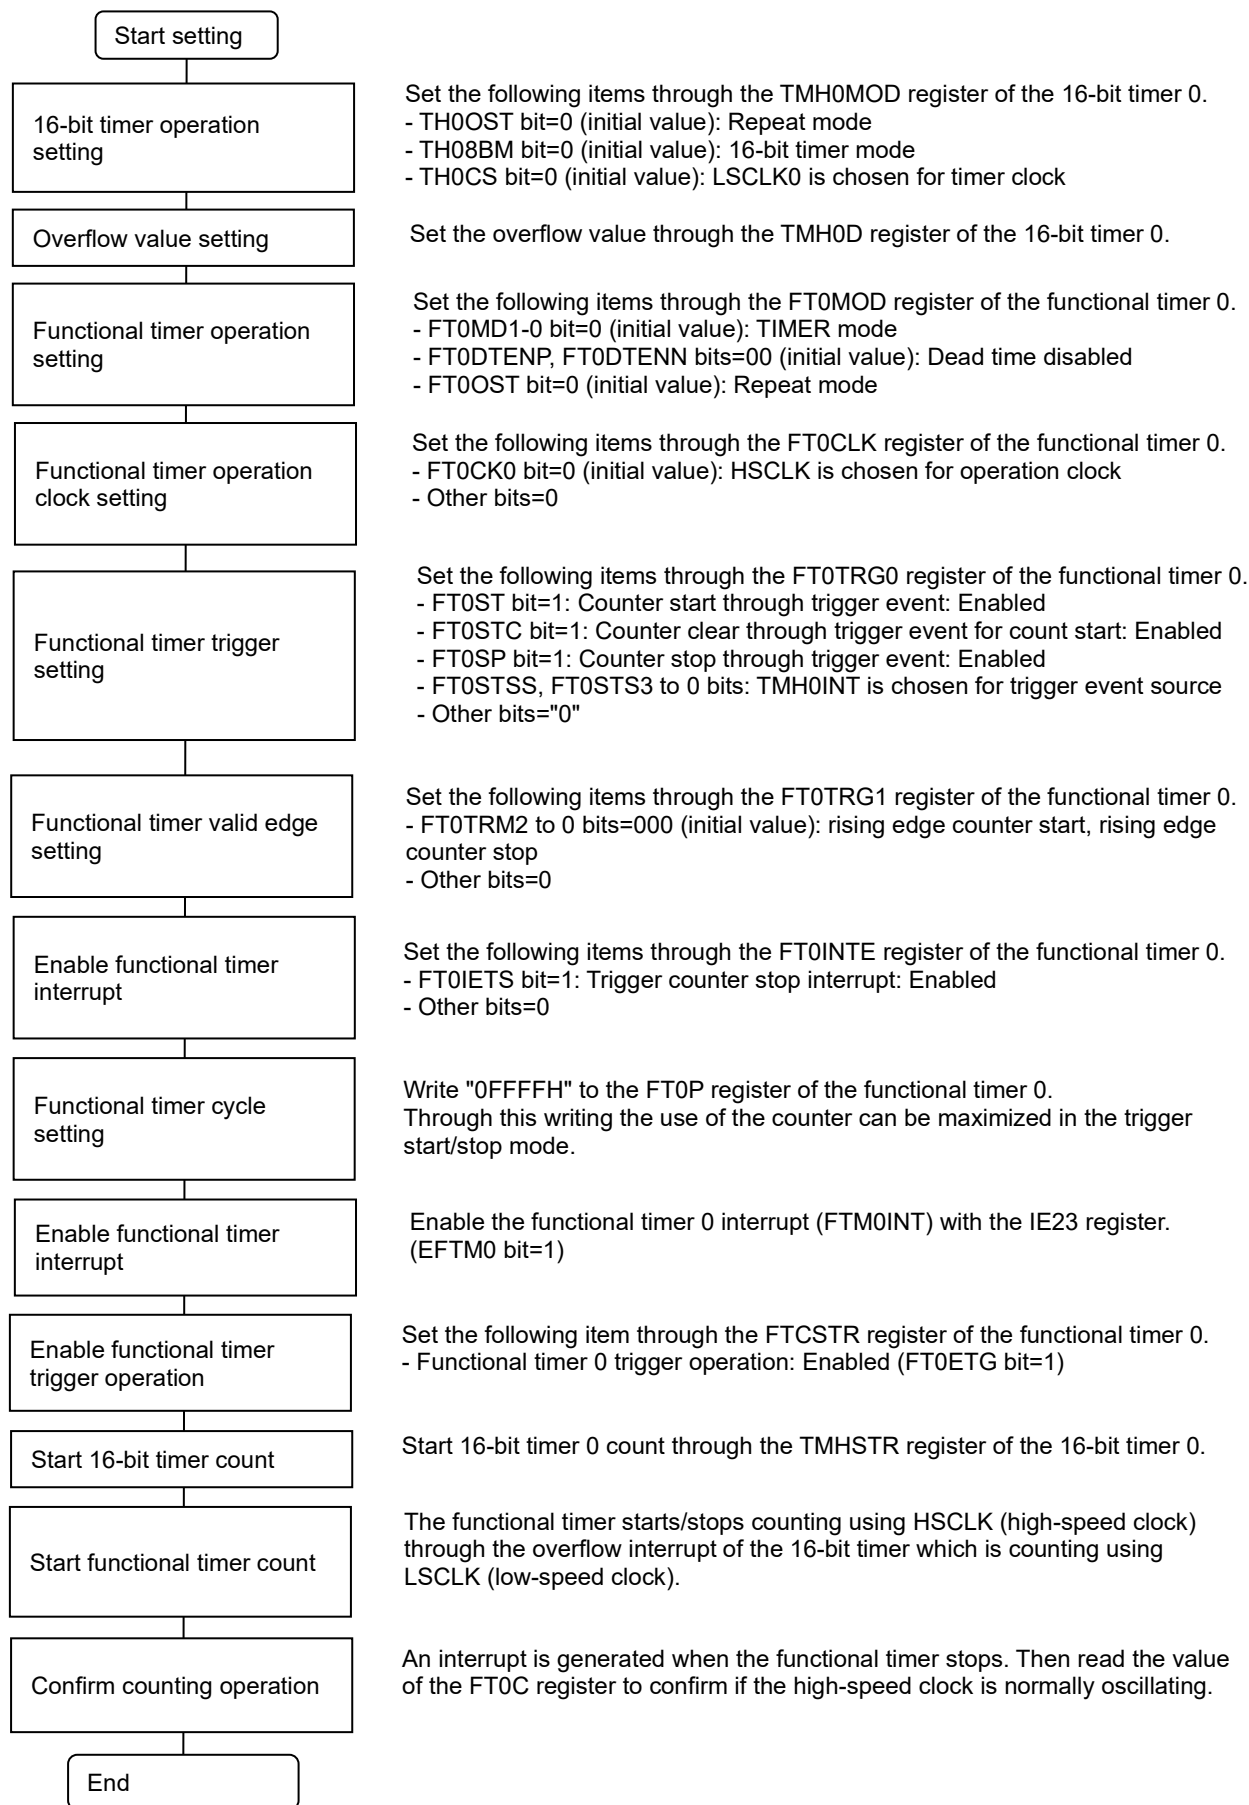 Start setting
16-bit timer operation
setting
Set the following items through the TMH0MOD register of the 16-bit timer 0.
- TH0OST bit=0 (initial value): Repeat mode
- TH08BM bit=0 (initial value): 16-bit timer mode
- TH0CS bit=0 (initial value): LSCLK0 is chosen for timer clock
Overflow value setting
Set the overflow value through the TMH0D register of the 16-bit timer 0.
Functional timer operation
setting
Set the following items through the FT0MOD register of the functional timer 0.
- FT0MD1-0 bit=0 (initial value): TIMER mode
- FT0DTENP, FT0DTENN bits=00 (initial value): Dead time disabled
- FT0OST bit=0 (initial value): Repeat mode
Functional timer operation
clock setting
Set the following items through the FT0CLK register of the functional timer 0.
- FT0CK0 bit=0 (initial value): HSCLK is chosen for operation clock
- Other bits=0
Functional timer trigger
setting
Set the following items through the FT0TRG0 register of the functional timer 0.
- FT0ST bit=1: Counter start through trigger event: Enabled
- FT0STC bit=1: Counter clear through trigger event for count start: Enabled
- FT0SP bit=1: Counter stop through trigger event: Enabled
- FT0STSS, FT0STS3 to 0 bits: TMH0INT is chosen for trigger event source
- Other bits="0"
Functional timer valid edge
setting
Set the following items through the FT0TRG1 register of the functional timer 0.
- FT0TRM2 to 0 bits=000 (initial value): rising edge counter start, rising edge
counter stop
- Other bits=0
Enable functional timer
interrupt
Set the following items through the FT0INTE register of the functional timer 0.
- FT0IETS bit=1: Trigger counter stop interrupt: Enabled
- Other bits=0
Functional timer cycle
setting
Write "0FFFFH" to the FT0P register of the functional timer 0.
Through this writing the use of the counter can be maximized in the trigger
start/stop mode.
Enable functional timer
interrupt
Enable the functional timer 0 interrupt (FTM0INT) with the IE23 register.
(EFTM0 bit=1)
Enable functional timer
trigger operation
Set the following item through the FTCSTR register of the functional timer 0.
- Functional timer 0 trigger operation: Enabled (FT0ETG bit=1)
Start 16-bit timer count
Start 16-bit timer 0 count through the TMHSTR register of the 16-bit timer 0.
Start functional timer count
The functional timer starts/stops counting using HSCLK (high-speed clock)
through the overflow interrupt of the 16-bit timer which is counting using
LSCLK (low-speed clock).
Confirm counting operation
An interrupt is generated when the functional timer stops. Then read the value
of the FT0C register to confirm if the high-speed clock is normally oscillating.
End